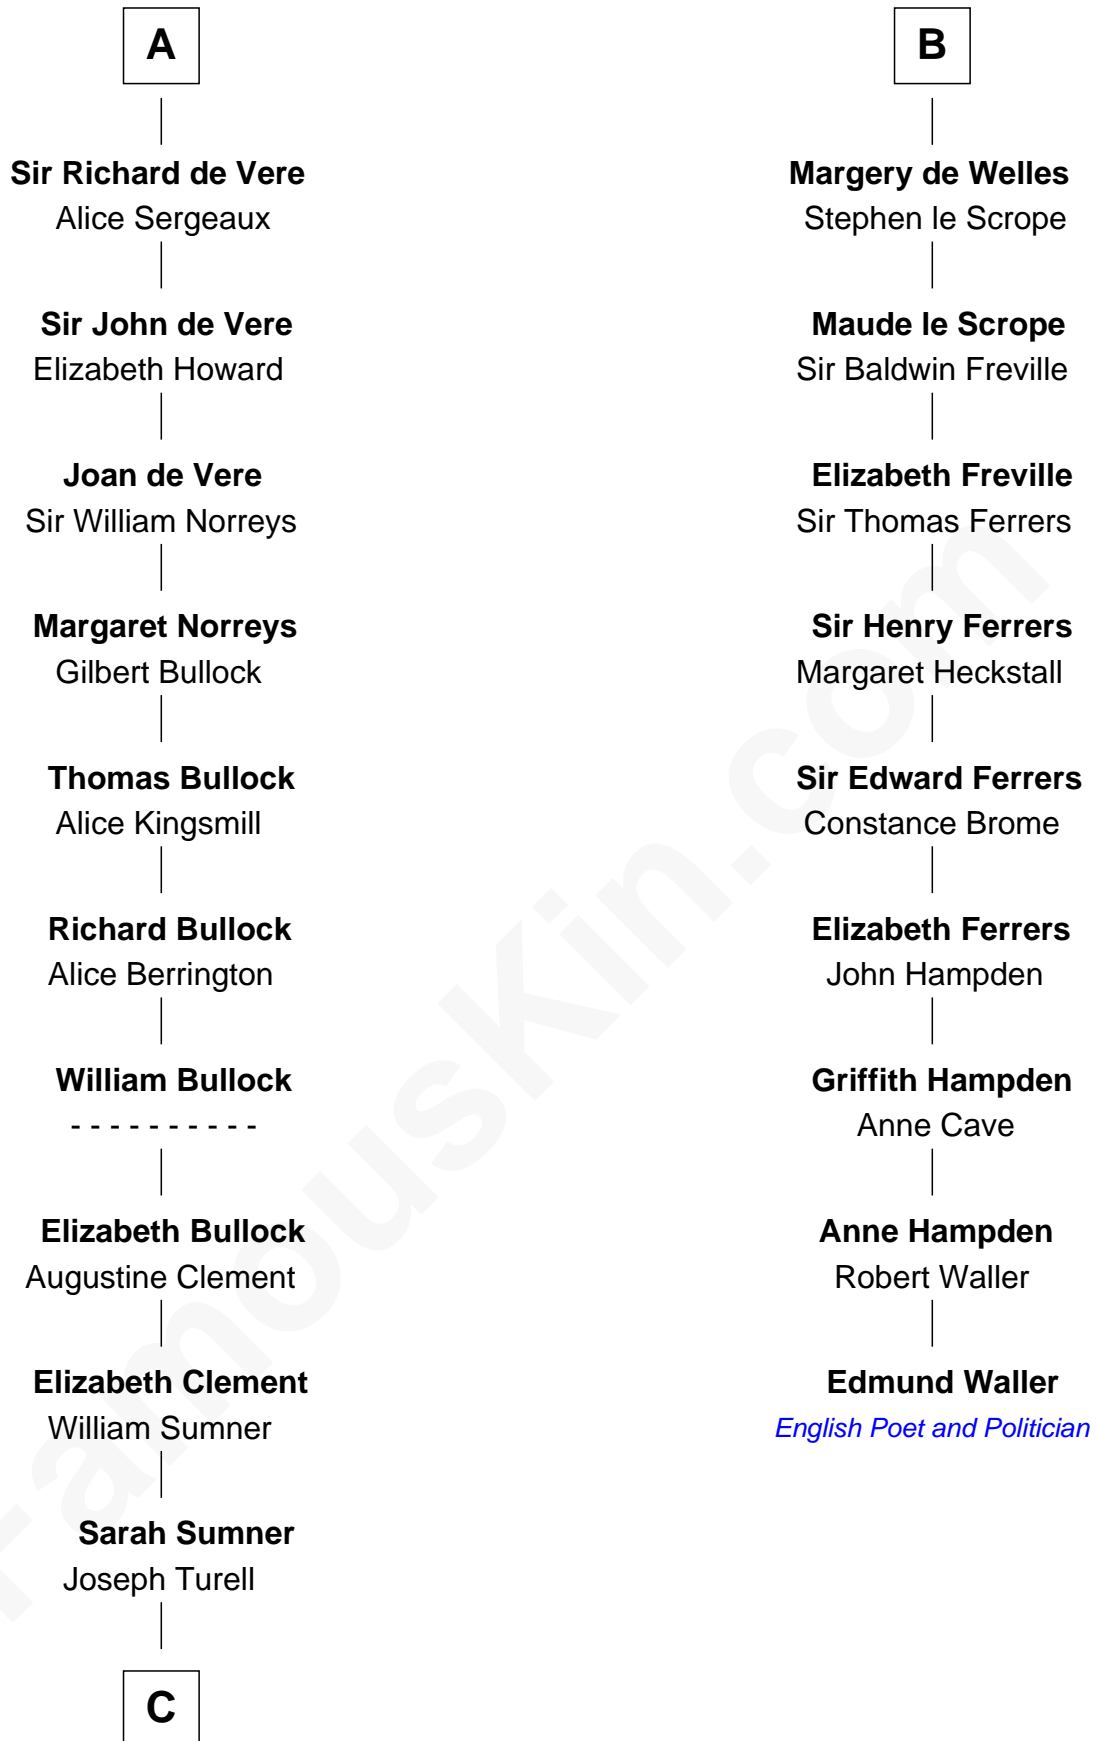 A
Sir Richard de Vere
Alice Sergeaux
Sir John de Vere
Elizabeth Howard
Joan de Vere
Sir William Norreys
Margaret Norreys
Gilbert Bullock
Thomas Bullock
Alice Kingsmill
Richard Bullock
Alice Berrington
William Bullock
- - - - - - - - - -
Elizabeth Bullock
Augustine Clement
Elizabeth Clement
William Sumner
Sarah Sumner
Joseph Turell
C
B
Margery de Welles
Stephen le Scrope
Maude le Scrope
Sir Baldwin Freville
Elizabeth Freville
Sir Thomas Ferrers
Sir Henry Ferrers
Margaret Heckstall
Sir Edward Ferrers
Constance Brome
Elizabeth Ferrers
John Hampden
Griffith Hampden
Anne Cave
Anne Hampden
Robert Waller
Edmund Waller
English Poet and Politician
FamousKin.com